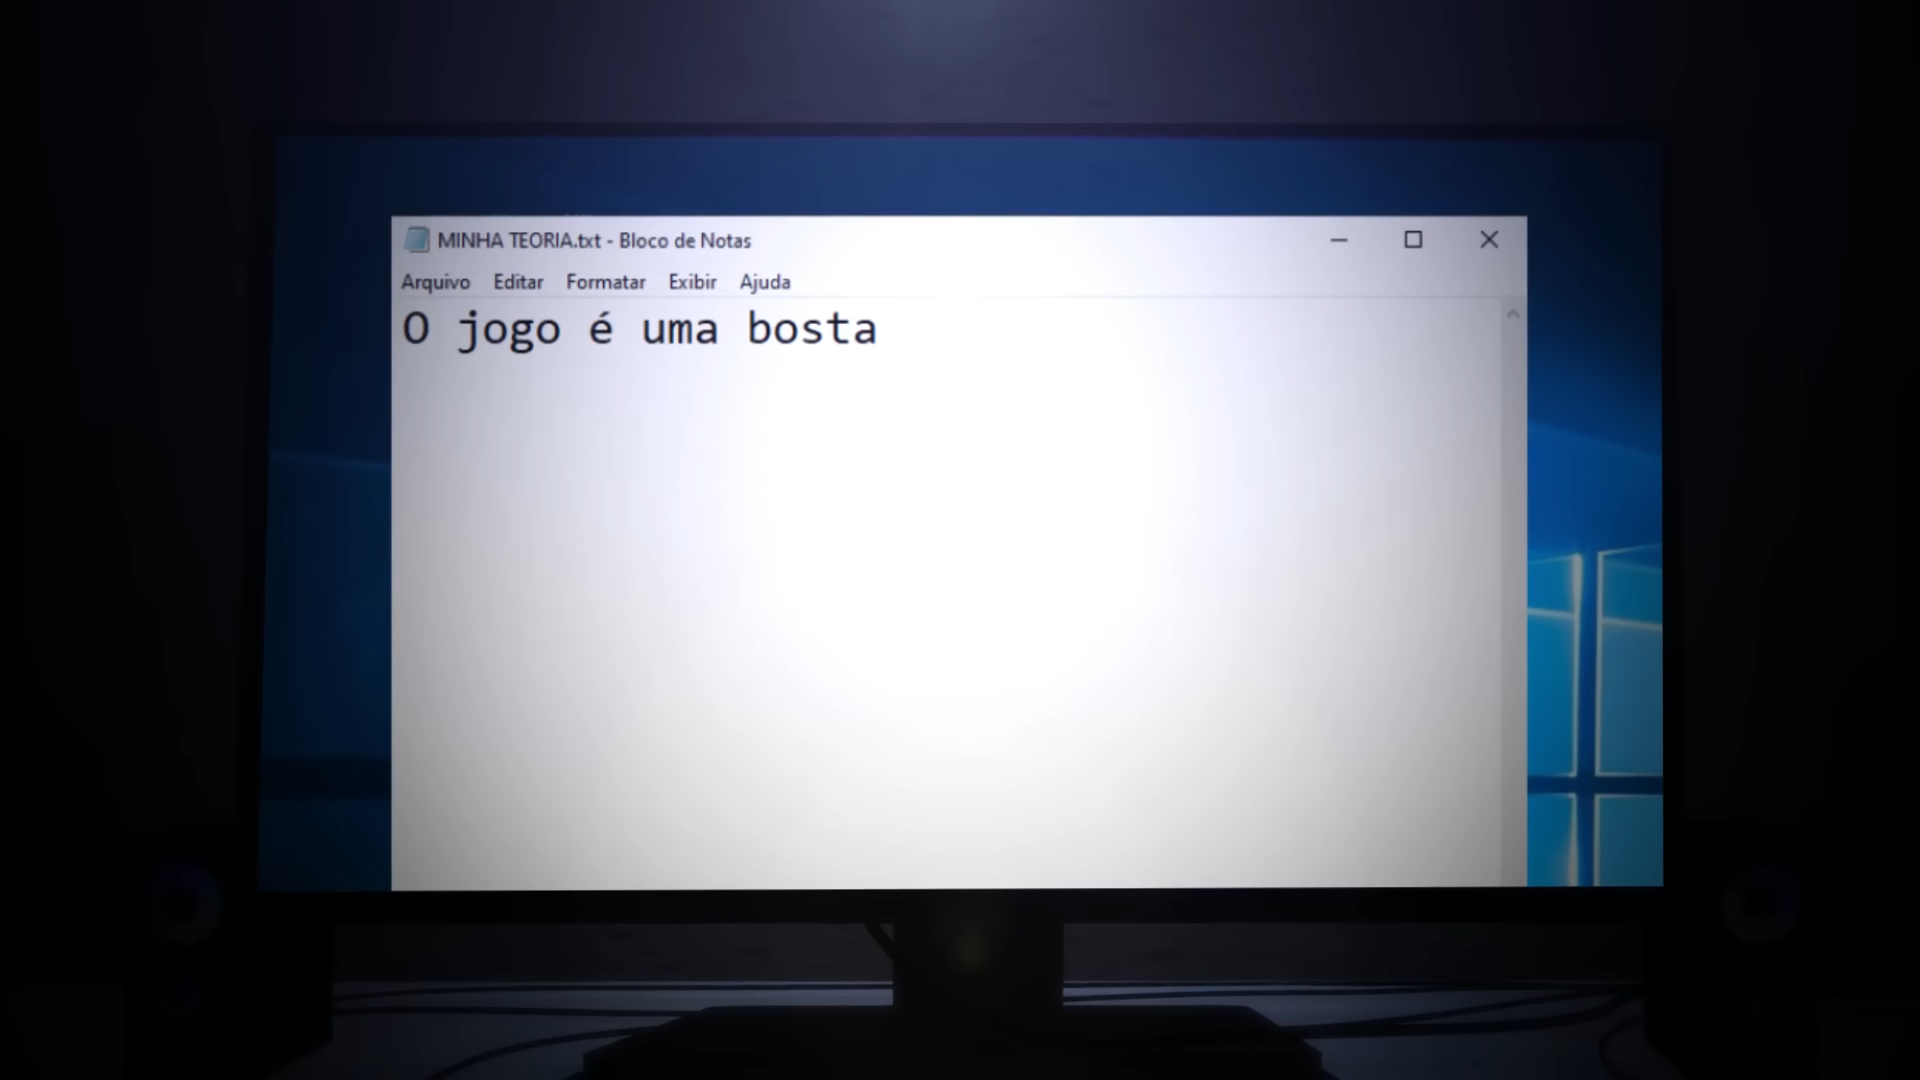 MINHA TEORIA.txt - Bloco de Notas
Arquivo Editar Formatar Exibir Ajuda
O jogo é uma bosta